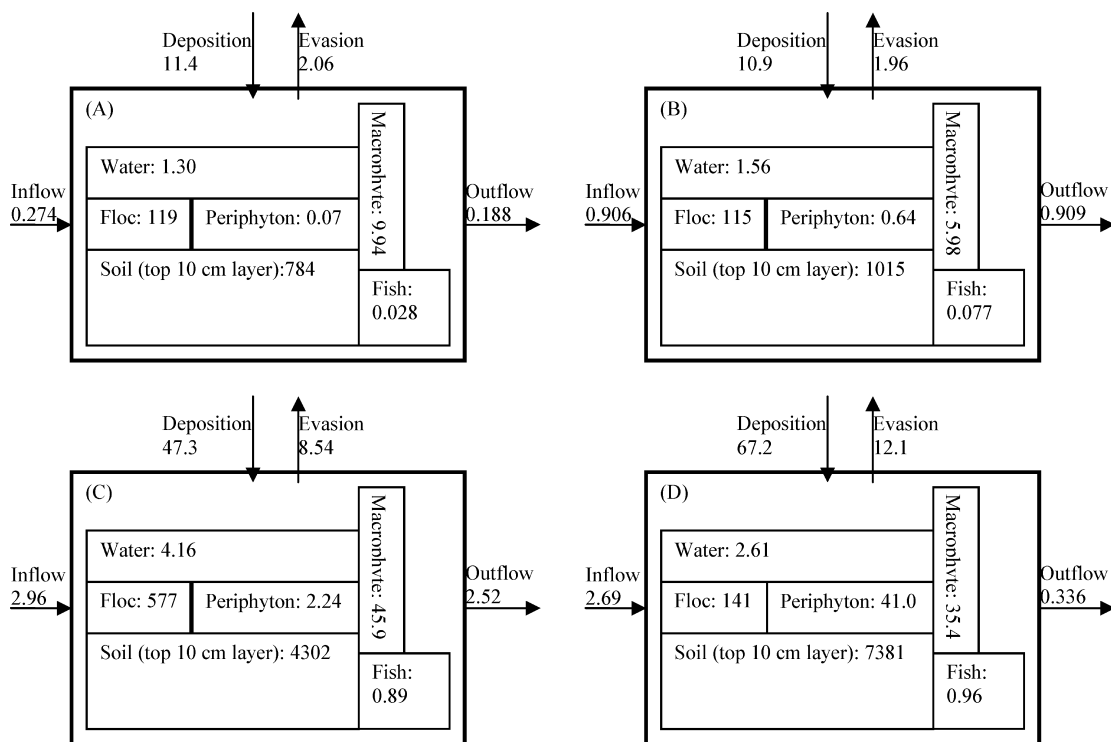 Deposition
11.4
Evasion
2.06
(A)
Water: 1.30
Macrophyte: 9.94
Inflow
0.274
Floc: 119
Periphyton: 0.07
Outflow
0.188
Soil (top 10 cm layer):784
Fish:
0.028
Deposition
10.9
Evasion
1.96
(B)
Water: 1.56
Macrophyte: 5.98
Inflow
0.906
Floc: 115
Periphyton: 0.64
Outflow
0.909
Soil (top 10 cm layer): 1015
Fish:
0.077
Deposition
47.3
Evasion
8.54
(C)
Water: 4.16
Macrophyte: 45.9
Inflow
2.96
Floc: 577
Periphyton: 2.24
Outflow
2.52
Soil (top 10 cm layer): 4302
Fish:
0.89
Deposition
67.2
Evasion
12.1
(D)
Water: 2.61
Macrophyte: 35.4
Inflow
2.69
Floc: 141
Periphyton: 41.0
Outflow
0.336
Soil (top 10 cm layer): 7381
Fish:
0.96